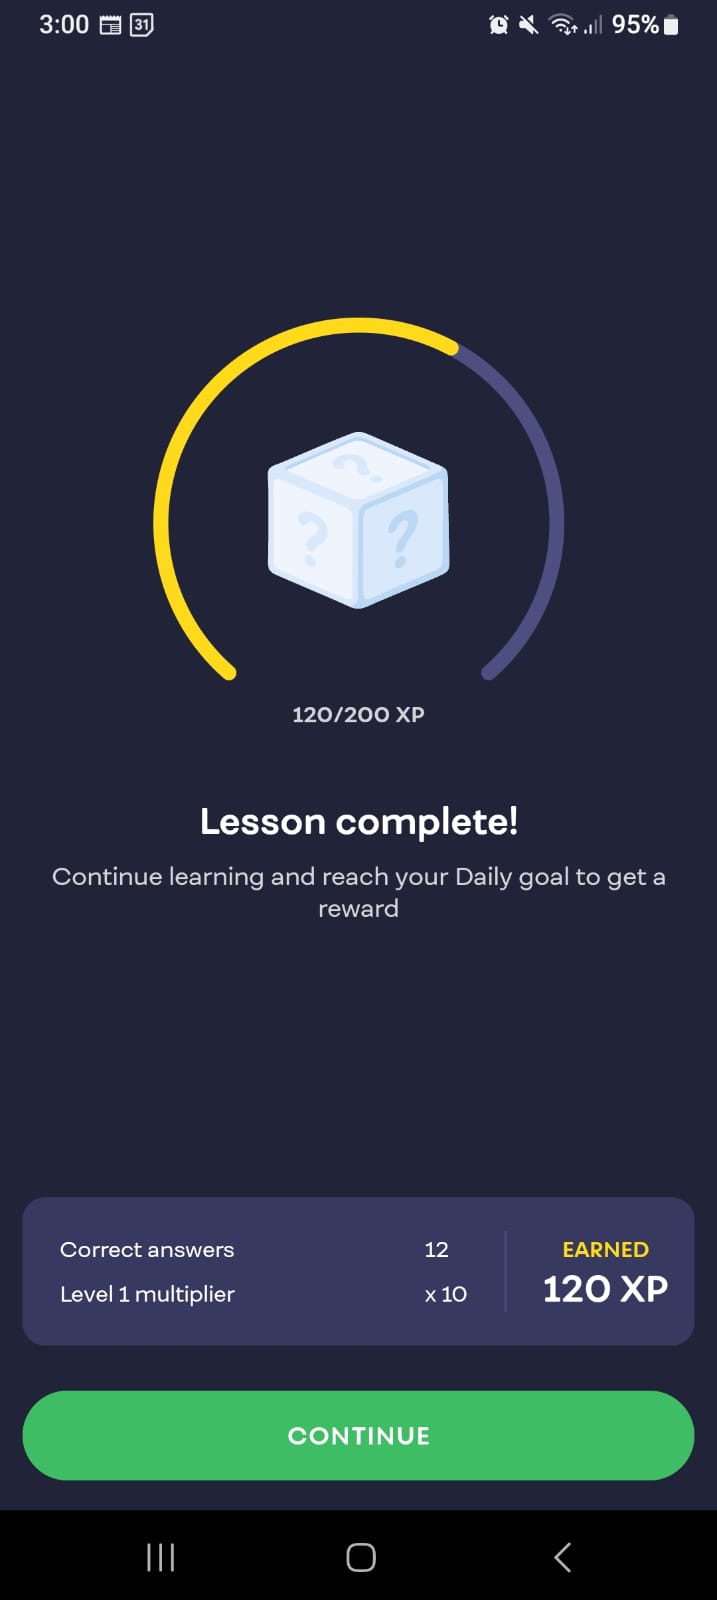 3:00 31 95%
? ? ?
120/200 XP
Lesson complete!
Continue learning and reach your Daily goal to get a
reward
Correct answers 12
Level 1 multiplier x 10
EARNED
120 XP
CONTINUE